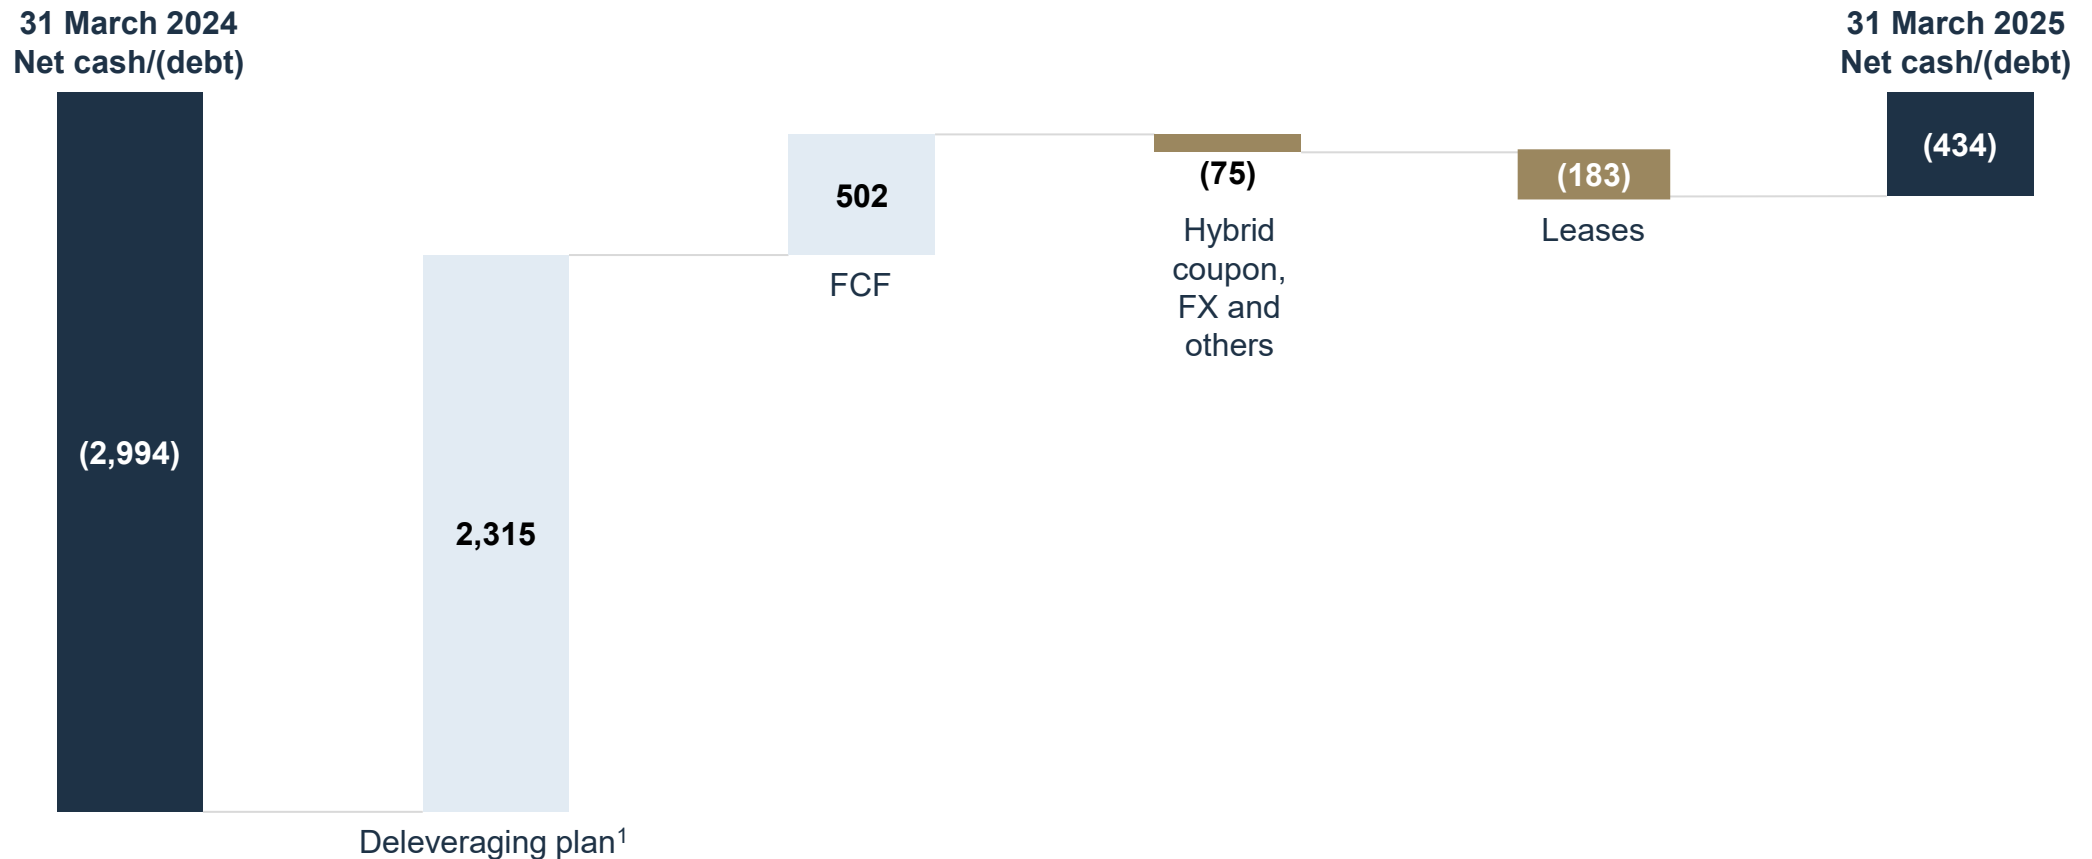 31 March 2024
Net cash/(debt)
(2,994)
2,315
Deleveraging plan¹
502
FCF
(75)
Hybrid
coupon,
FX and
others
(183)
Leases
31 March 2025
Net cash/(debt)
(434)